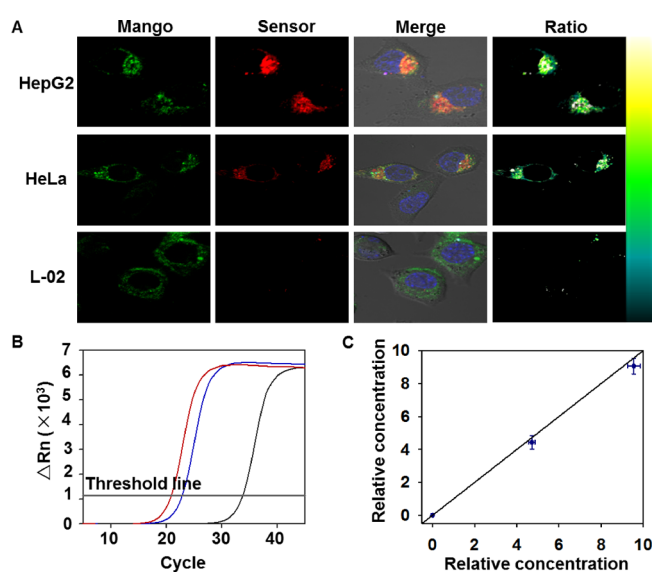 A
Mango Sensor Merge Ratio
HepG2
HeLa
L-02
B
7
6
5
4
3
2
1
0
△Rn (×10³)
Threshold line
10 20 30 40
Cycle
C
10
8
6
4
2
0
Relative concentration
0 2 4 6 8 10
Relative concentration